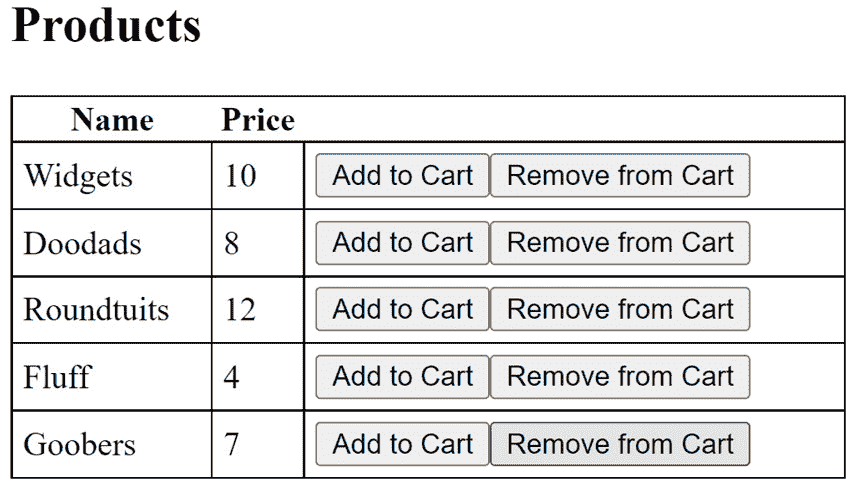 Products
Name Price
Widgets 10 Add to Cart Remove from Cart
Doodads 8 Add to Cart Remove from Cart
Roundtuits 12 Add to Cart Remove from Cart
Fluff 4 Add to Cart Remove from Cart
Goobers 7 Add to Cart Remove from Cart